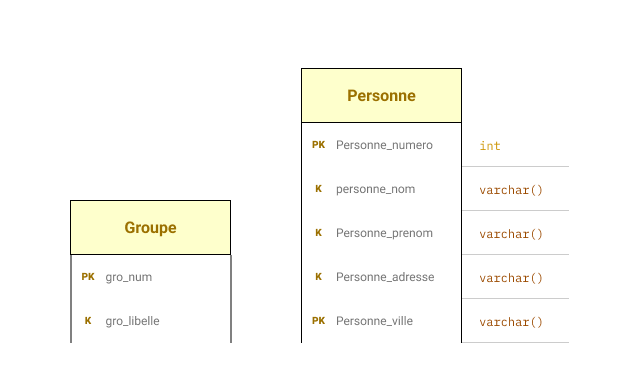 Personne
PK Personne_numero int
K personne_nom varchar()
K Personne_prenom varchar()
K Personne_adresse varchar()
PK Personne_ville varchar()
Groupe
PK gro_num
K gro_libelle